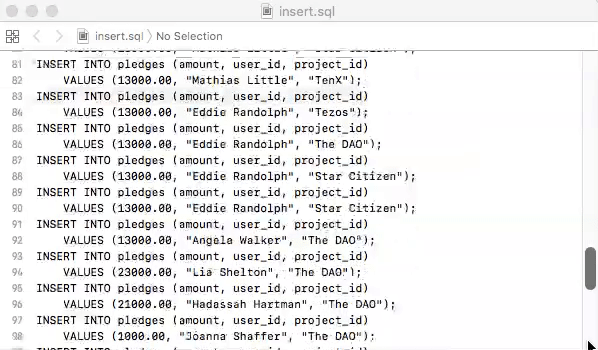 insert.sql
insert.sql > No Selection
81 INSERT INTO pledges (amount, user_id, project_id)
82 VALUES (13000.00, "Mathias Little", "TenX");
83 INSERT INTO pledges (amount, user_id, project_id)
84 VALUES (13000.00, "Eddie Randolph", "Tezos");
85 INSERT INTO pledges (amount, user_id, project_id)
86 VALUES (13000.00, "Eddie Randolph", "The DAO");
87 INSERT INTO pledges (amount, user_id, project_id)
88 VALUES (13000.00, "Eddie Randolph", "Star Citizen");
89 INSERT INTO pledges (amount, user_id, project_id)
90 VALUES (13000.00, "Eddie Randolph", "Star Citizen");
91 INSERT INTO pledges (amount, user_id, project_id)
92 VALUES (13000.00, "Angela Walker", "The DAO");
93 INSERT INTO pledges (amount, user_id, project_id)
94 VALUES (23000.00, "Lia Shelton", "The DAO");
95 INSERT INTO pledges (amount, user_id, project_id)
96 VALUES (21000.00, "Hadassah Hartman", "The DAO");
97 INSERT INTO pledges (amount, user_id, project_id)
98 VALUES (1000.00, "Joanna Shaffer", "The DAO");